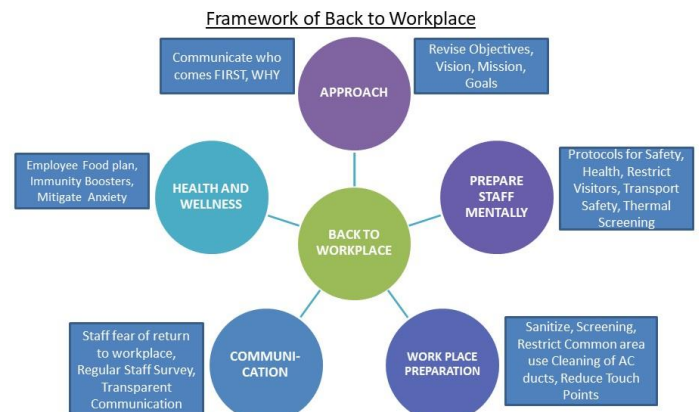 Framework of Back to Workplace
Communicate who
comes FIRST, WHY
APPROACH
Revise Objectives,
Vision, Mission,
Goals
Employee Food plan,
Immunity Boosters,
Mitigate Anxiety
HEALTH AND
WELLNESS
PREPARE
STAFF
MENTALLY
Protocols for Safety,
Health, Restrict
Visitors, Transport
Safety, Thermal
Screening
BACK TO
WORKPLACE
Staff fear of return
to workplace,
Regular Staff Survey,
Transparent
Communication
COMMUNI-
CATION
WORK PLACE
PREPARATION
Sanitize, Screening,
Restrict Common area
use Cleaning of AC
ducts, Reduce Touch
Points